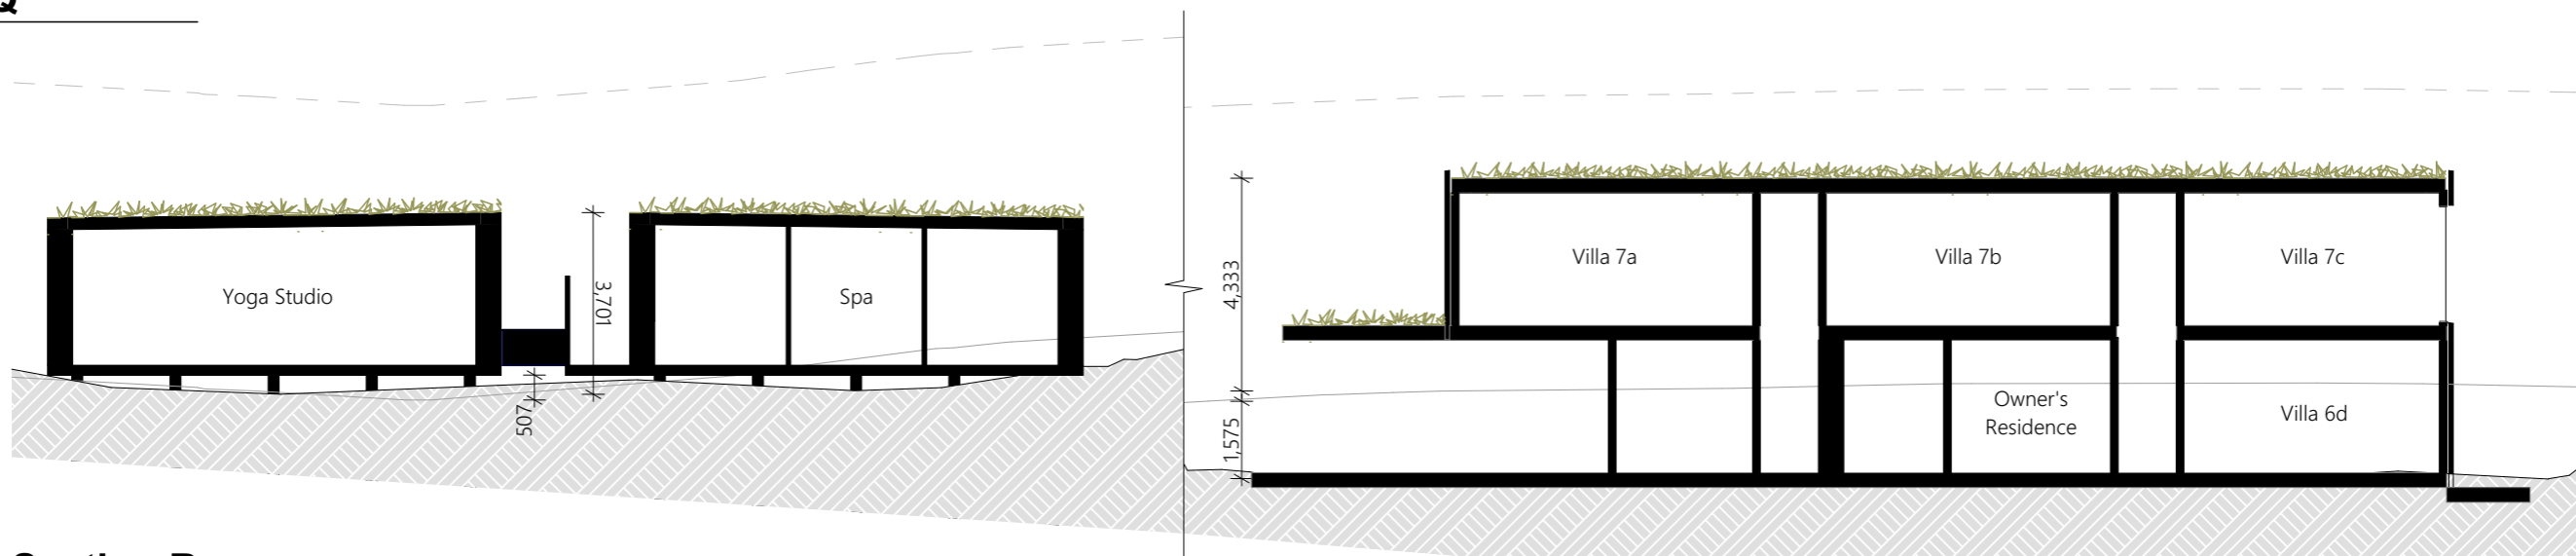 Yoga Studio
507
3,701
Spa
4,333
1,575
Villa 7a
Villa 7b
Villa 7c
Owner's
Residence
Villa 6d